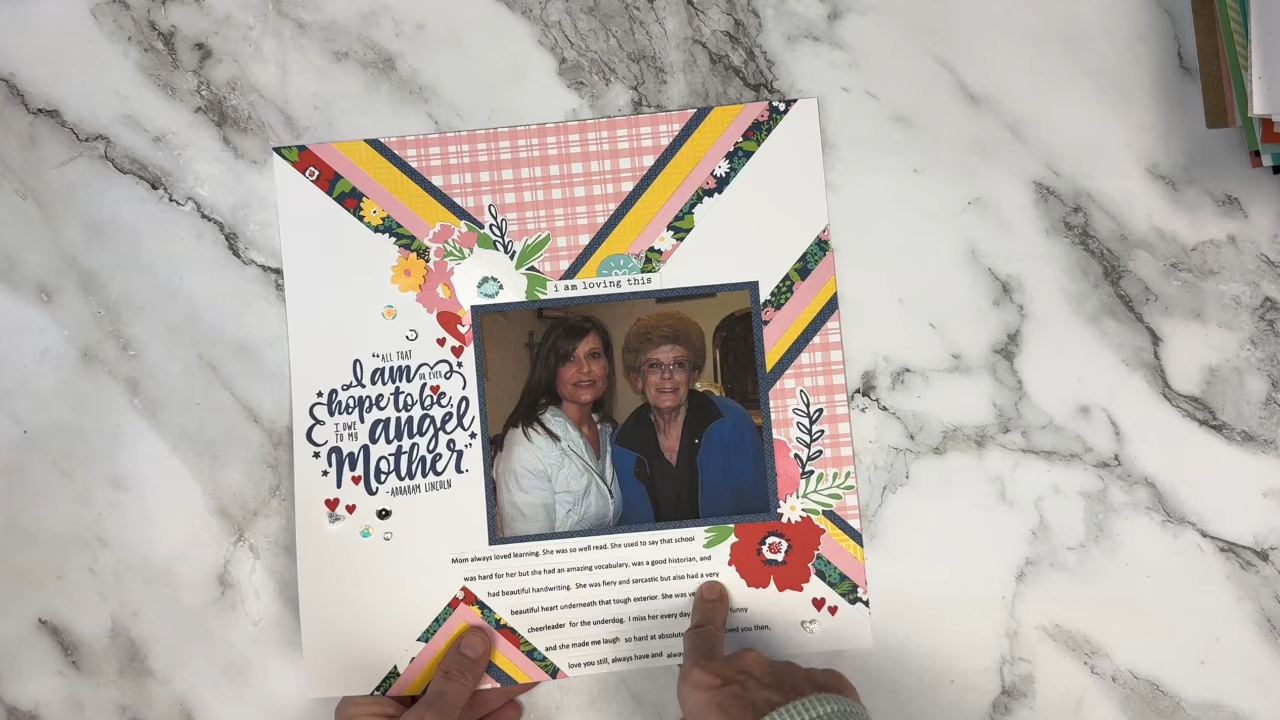 i am loving this
"ALL THAT
I am OR EVER
hope to be,
I OWE
TO MY
angel
Mother."
-ABRAHAM LINCOLN
Mom always loved learning. She was so well read. She used to say that school
was hard for her but she had an amazing vocabulary, was a good historian, and
had beautiful handwriting. She was fiery and sarcastic but also had a very
beautiful heart underneath that tough exterior. She was
cheerleader for the underdog. I miss her every day. funny
and she made me laugh so hard at you then,
love you still, always have and